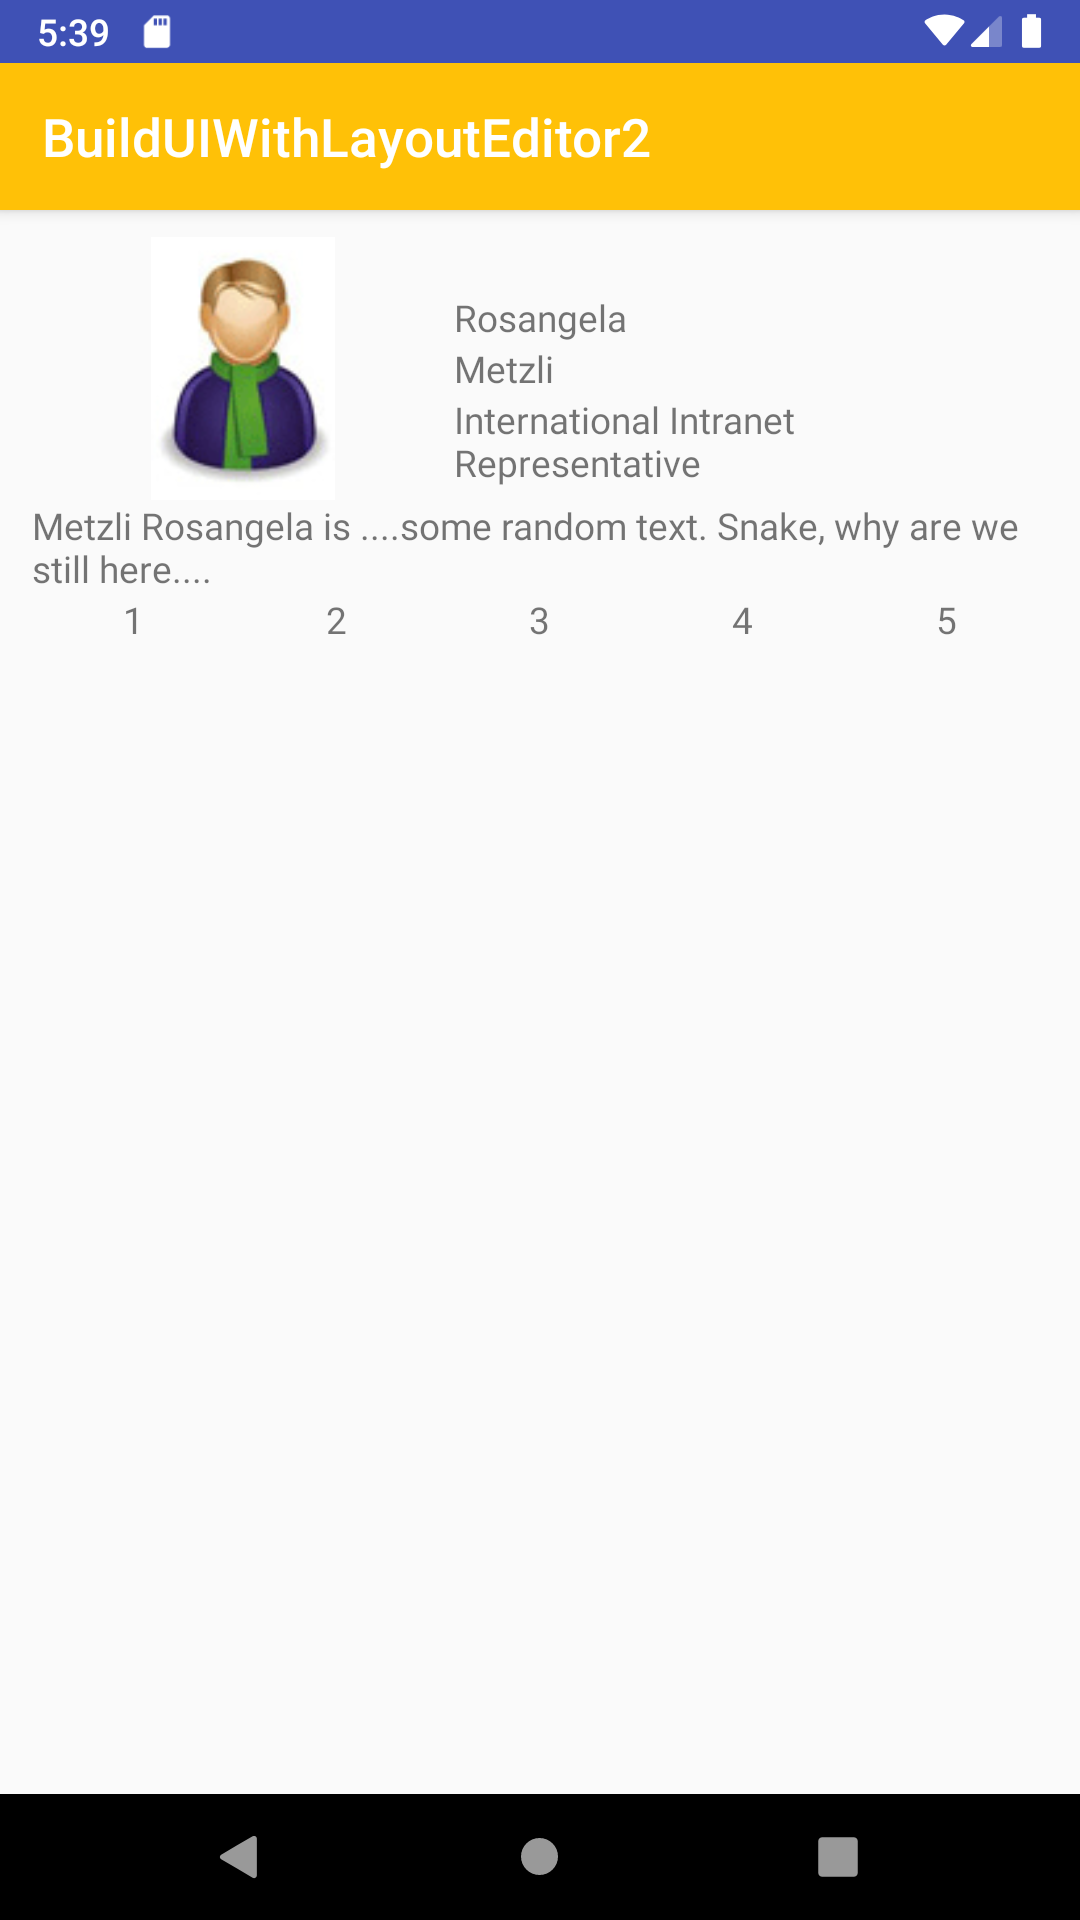 5:39
BuildUIWithLayoutEditor2
Rosangela
Metzli
International Intranet
Representative
Metzli Rosangela is ....some random text. Snake, why are we
still here....
1 2 3 4 5